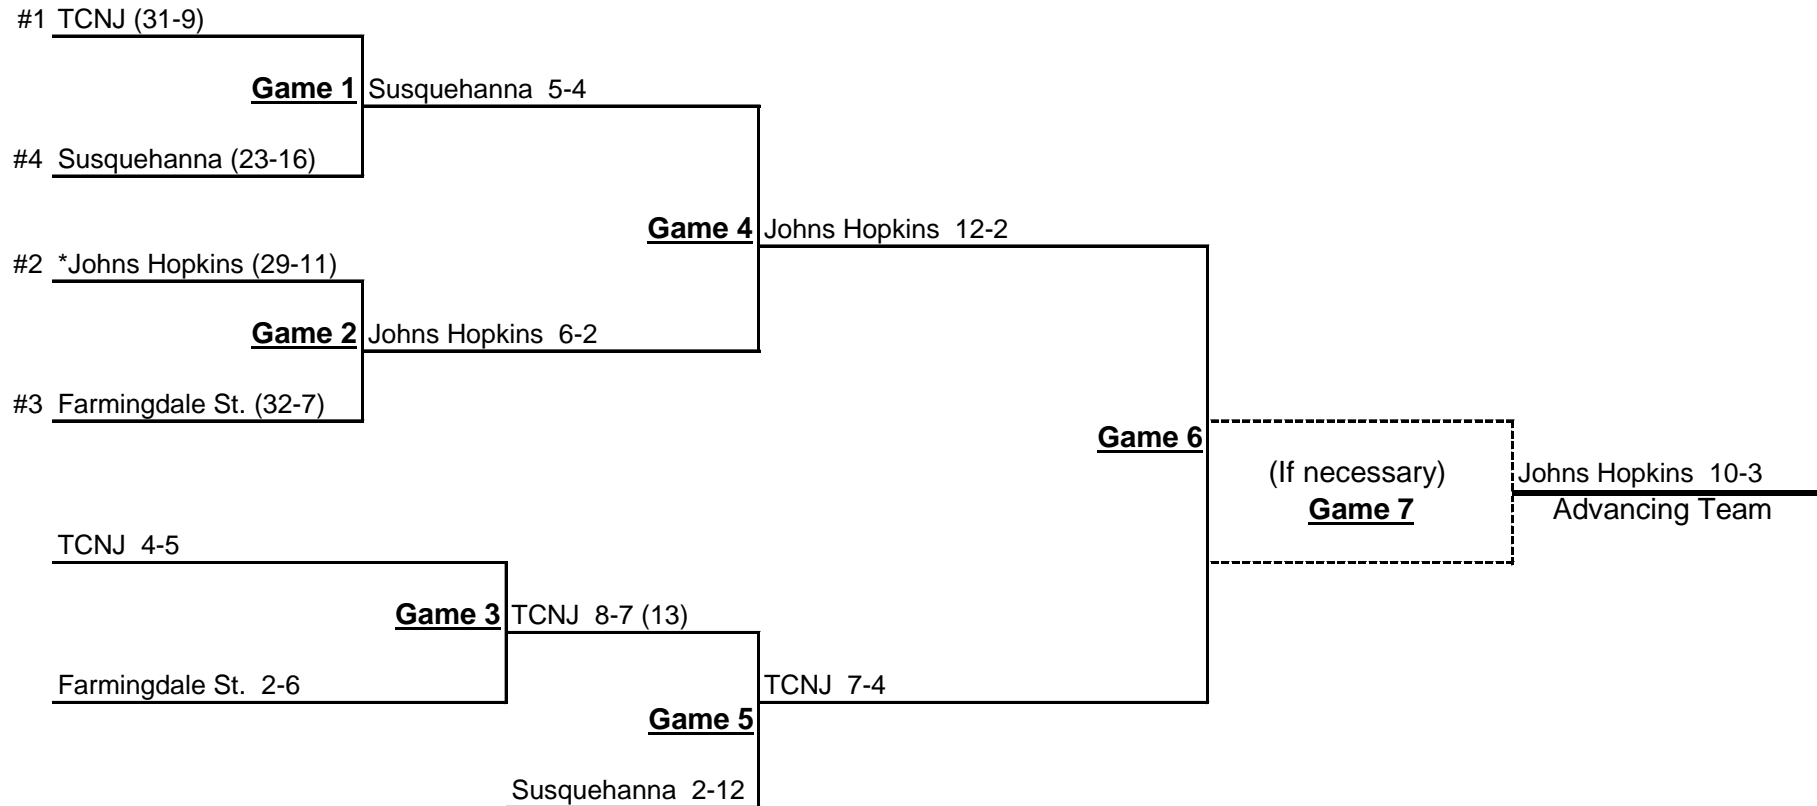 #1 TCNJ (31-9)
Game 1 Susquehanna 5-4
#4 Susquehanna (23-16)
Game 4 Johns Hopkins 12-2
#2 *Johns Hopkins (29-11)
Game 2 Johns Hopkins 6-2
#3 Farmingdale St. (32-7)
Game 6
(If necessary)
Game 7
Johns Hopkins 10-3
Advancing Team
TCNJ 4-5
Game 3 TCNJ 8-7 (13)
Farmingdale St. 2-6
TCNJ 7-4
Game 5
Susquehanna 2-12